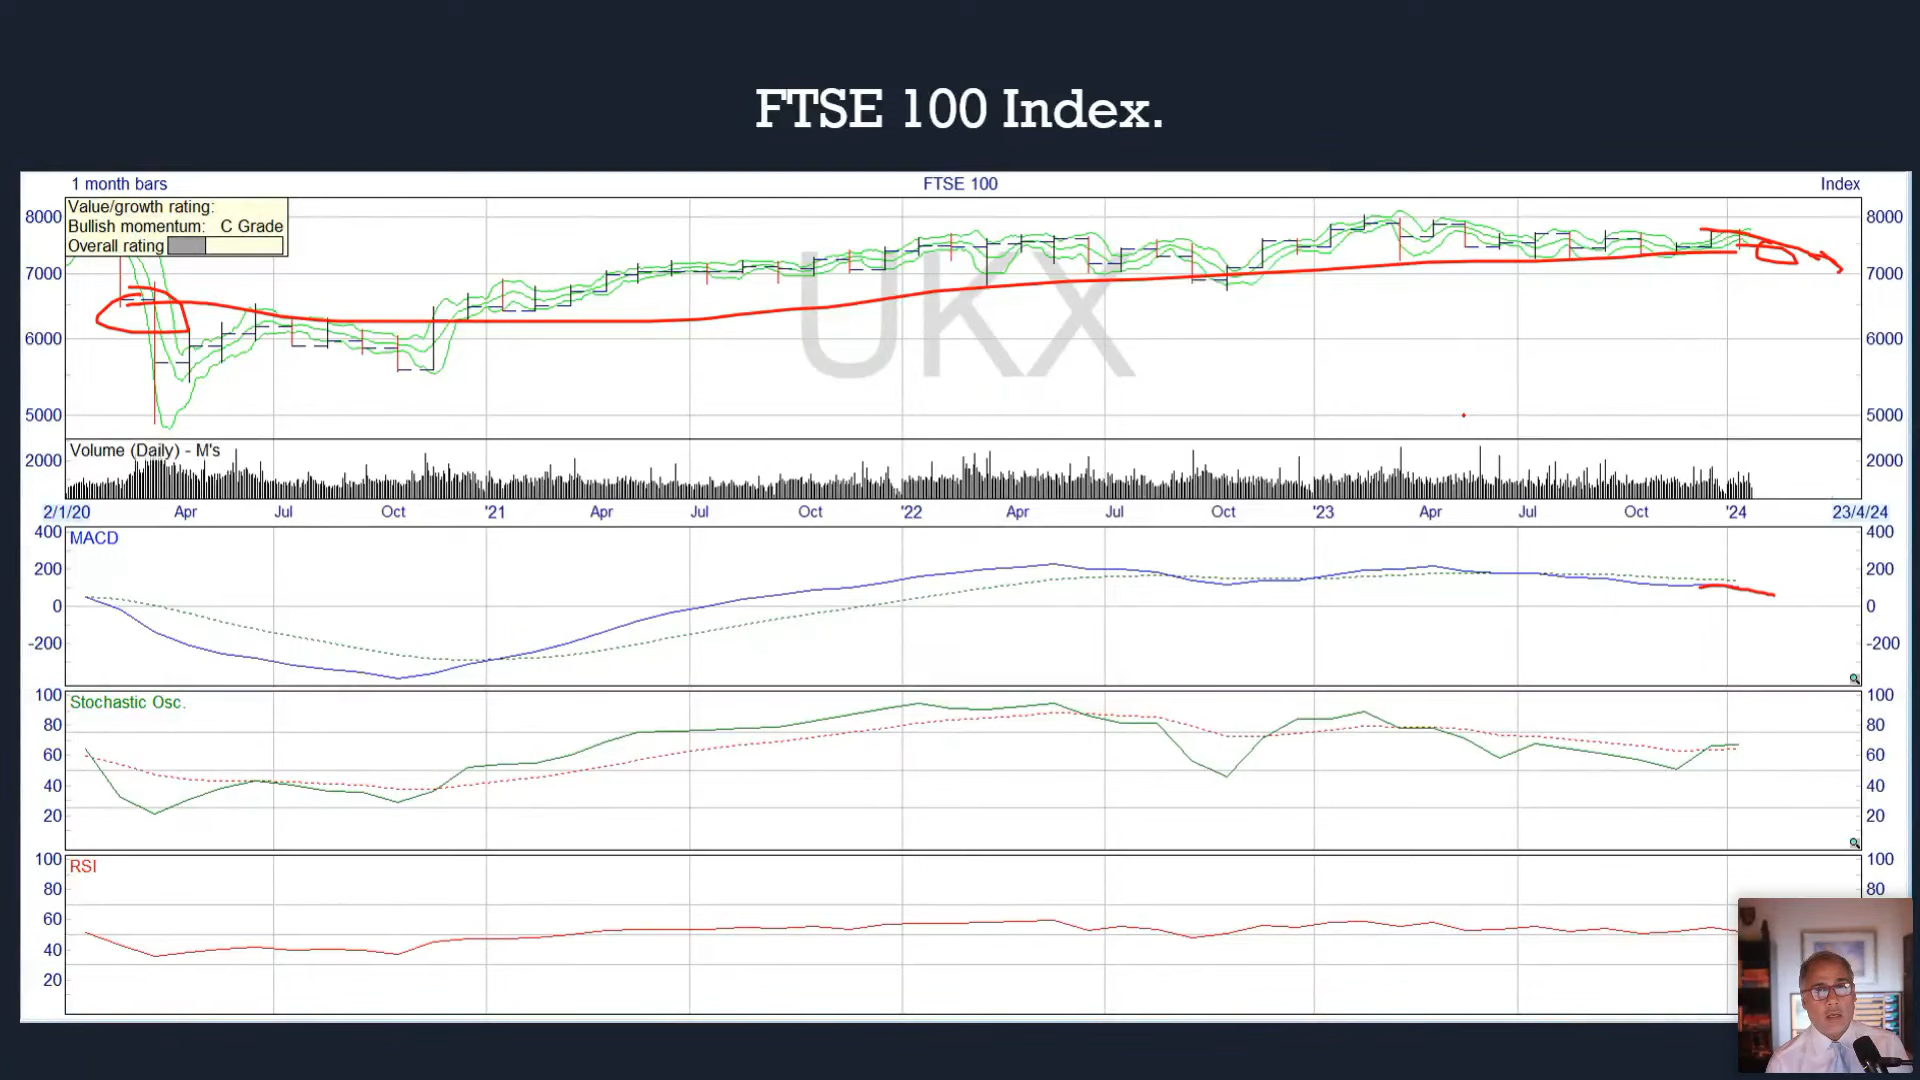 FTSE 100 Index.
1 month bars
FTSE 100
Index
Value/growth rating:
Bullish momentum: C Grade
Overall rating
8000
8000
7000
7000
6000
6000
5000
5000
UKX
Volume (Daily) - M's
2000
2000
2/1/20 Apr Jul Oct '21 Apr Jul Oct '22 Apr Jul Oct '23 Apr Jul Oct '24 23/4/24
400
400
MACD
200
200
0
0
-200
-200
100
100
Stochastic Osc.
80
80
60
60
40
40
20
20
100
100
RSI
80
80
60
40
20